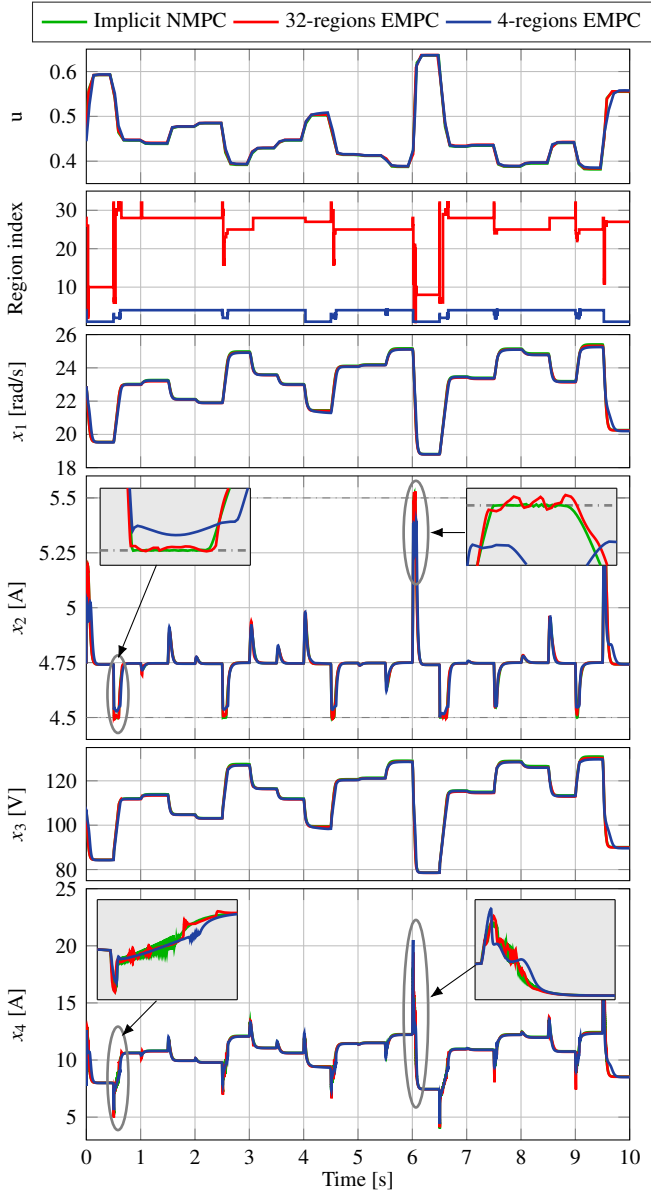 Implicit NMPC 32-regions EMPC 4-regions EMPC
0.6
0.5
0.4
u
30
20
10
Region index
26
24
22
20
18
x1 [rad/s]
5.5
5.25
5
4.75
4.5
x2 [A]
120
100
80
x3 [V]
25
20
15
10
5
x4 [A]
0 1 2 3 4 5 6 7 8 9 10
Time [s]